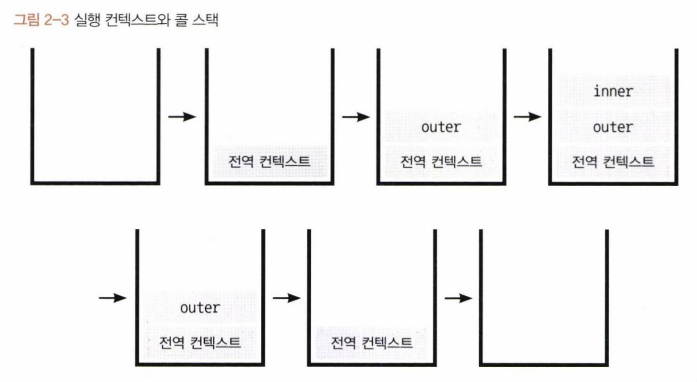 그림 2-3 실행 컨텍스트와 콜 스택
전역 컨텍스트
outer
전역 컨텍스트
inner
outer
전역 컨텍스트
outer
전역 컨텍스트
전역 컨텍스트